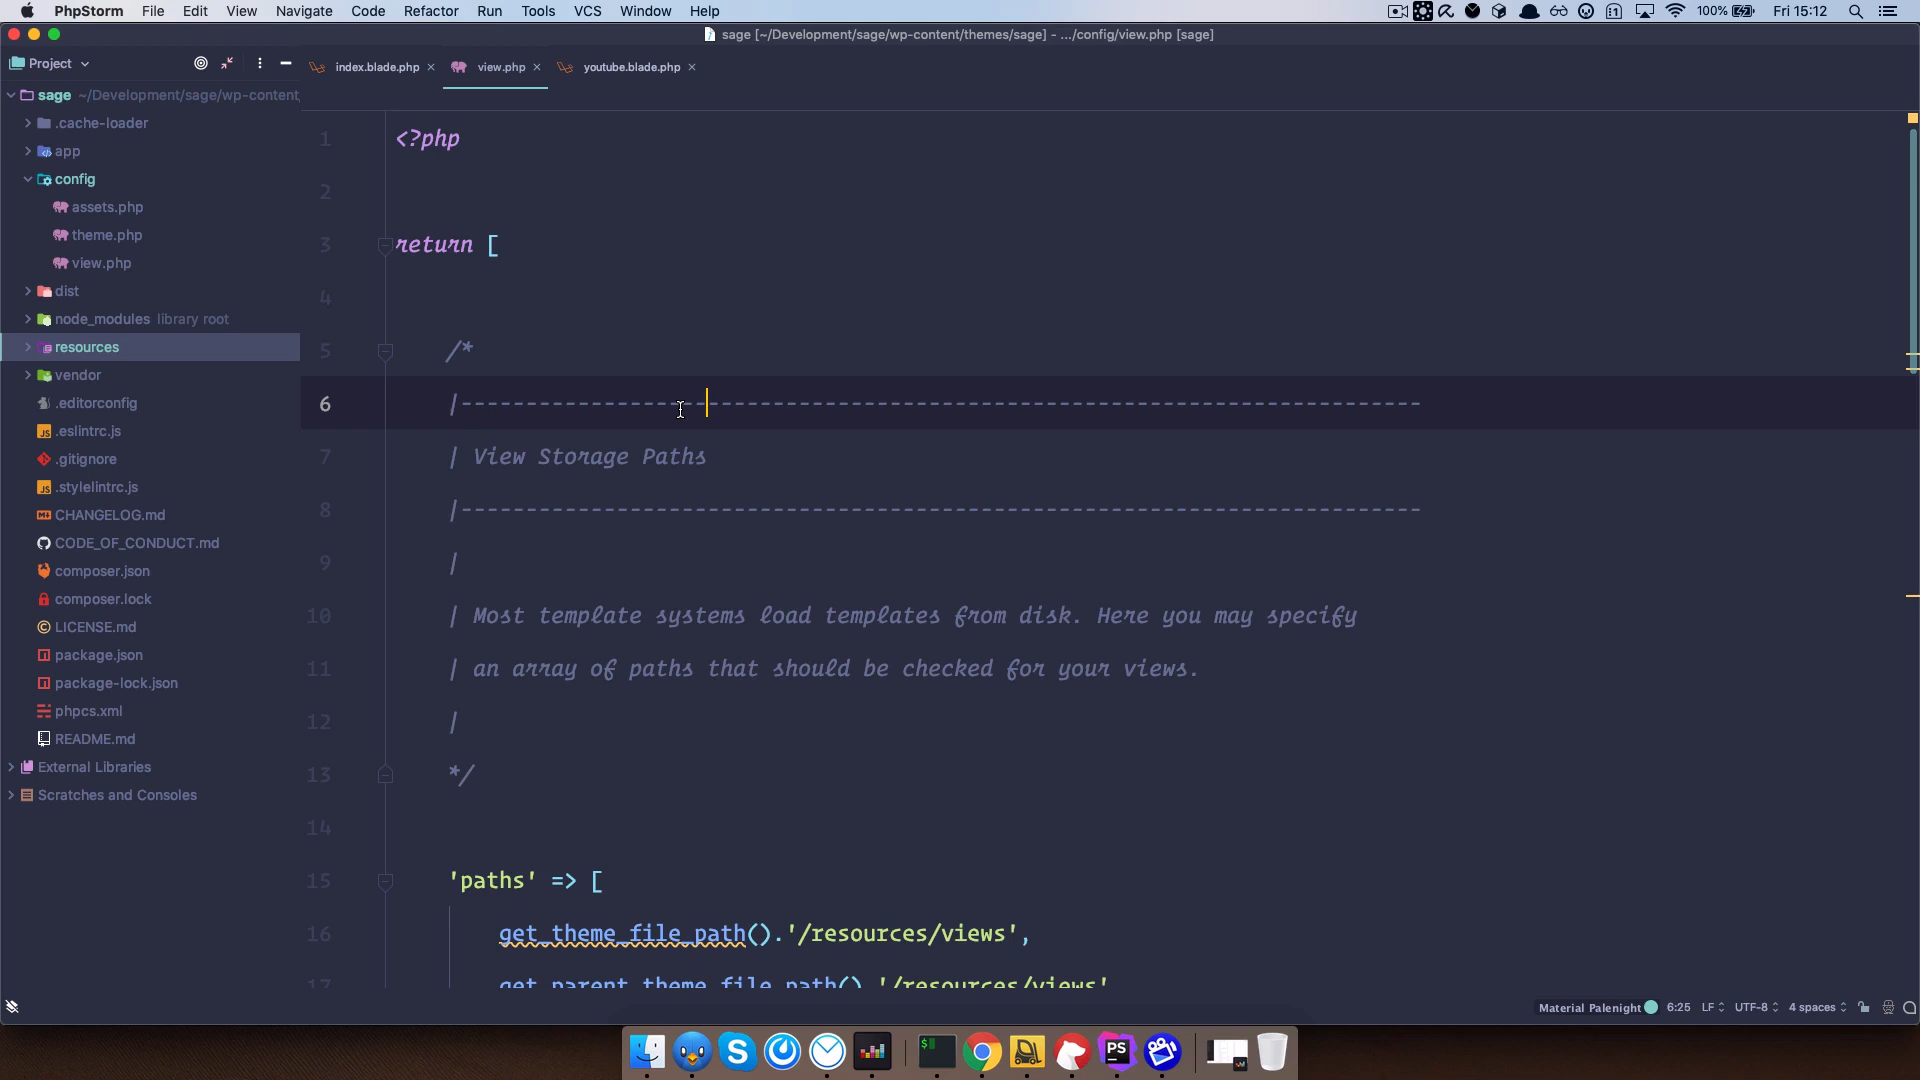 PhpStorm File Edit View Navigate Code Refactor Run Tools VCS Window Help 100% Fri 15:12
sage [~/Development/sage/wp-content/themes/sage] - .../config/view.php [sage]
Project
index.blade.php view.php youtube.blade.php
sage ~/Development/sage/wp-content
.cache-loader
app
config
assets.php
theme.php
view.php
dist
node_modules library root
resources
vendor
.editorconfig
.eslintrc.js
.gitignore
.stylelintrc.js
CHANGELOG.md
CODE_OF_CONDUCT.md
composer.json
composer.lock
LICENSE.md
package.json
package-lock.json
phpcs.xml
README.md
External Libraries
Scratches and Consoles
1 <?php
2
3 return [
4
5 /*
6 |--------------------------------------------------------------------------
7 | View Storage Paths
8 |--------------------------------------------------------------------------
9 |
10 | Most template systems load templates from disk. Here you may specify
11 | an array of paths that should be checked for your views.
12 |
13 */
14
15 'paths' => [
16 get_theme_file_path().'/resources/views',
17 get_parent_theme_file_path().'/resources/views',
Material Palenight 6:25 LF UTF-8 4 spaces
PS